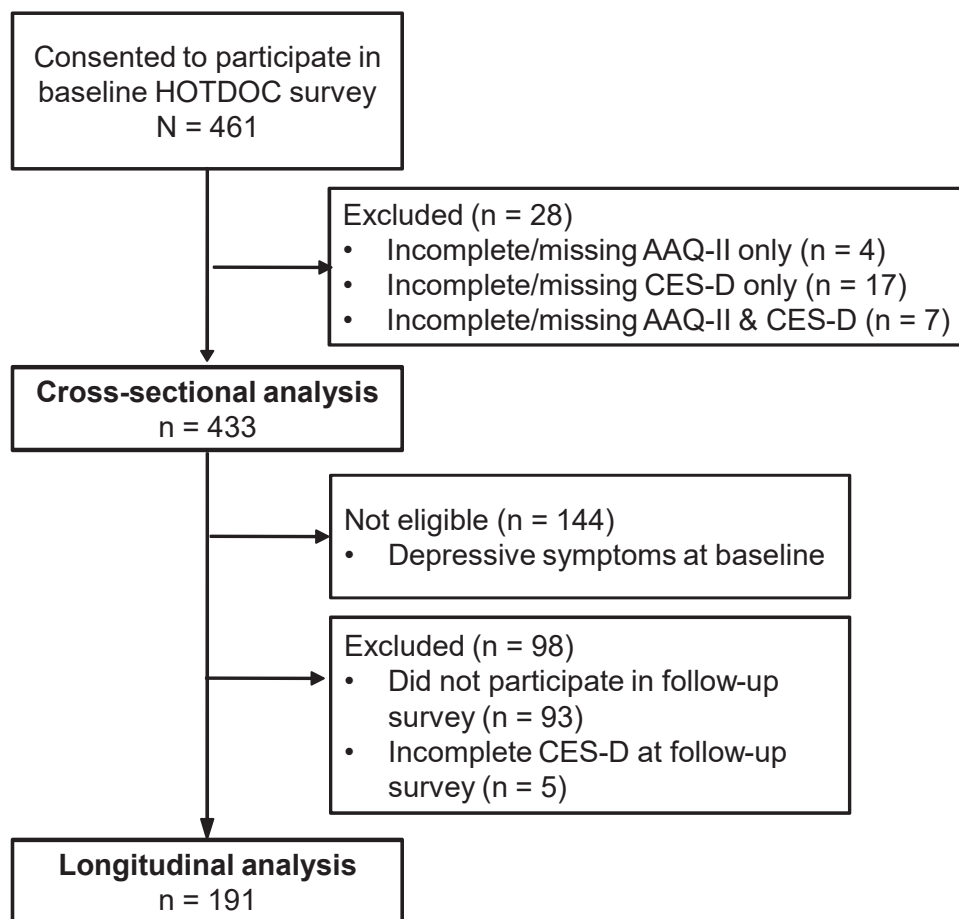 Consented to participate in
baseline HOTDOC survey
N = 461
Excluded (n = 28)
• Incomplete/missing AAQ-II only (n = 4)
• Incomplete/missing CES-D only (n = 17)
• Incomplete/missing AAQ-II & CES-D (n = 7)
Cross-sectional analysis
n = 433
Not eligible (n = 144)
• Depressive symptoms at baseline
Excluded (n = 98)
• Did not participate in follow-up
survey (n = 93)
• Incomplete CES-D at follow-up
survey (n = 5)
Longitudinal analysis
n = 191